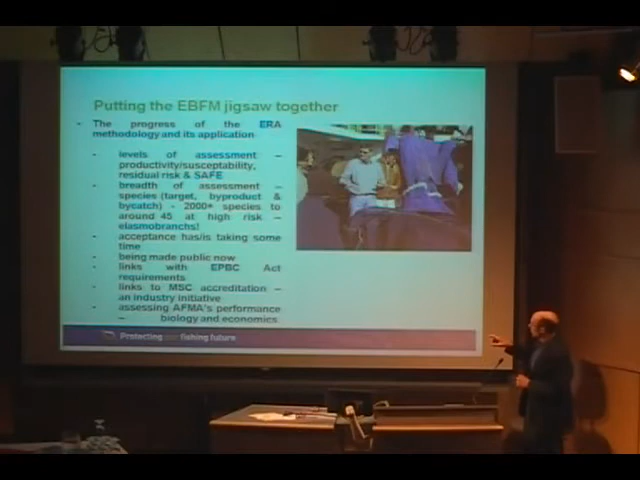 Putting the EBFM jigsaw together
- The progress of the ERA
methodology and its application
- levels of assessment –
productivity/susceptability,
residual risk & SAFE
- breadth of assessment –
species (target, byproduct &
bycatch) - 2000+ species to
around 45 at high risk –
elasmobranchs!
- acceptance has/is taking some
time
- being made public now
- links with EPBC Act
requirements
- links to MSC accreditation –
an industry initiative
- assessing AFMA's performance
– biology and economics
Protecting our fishing future